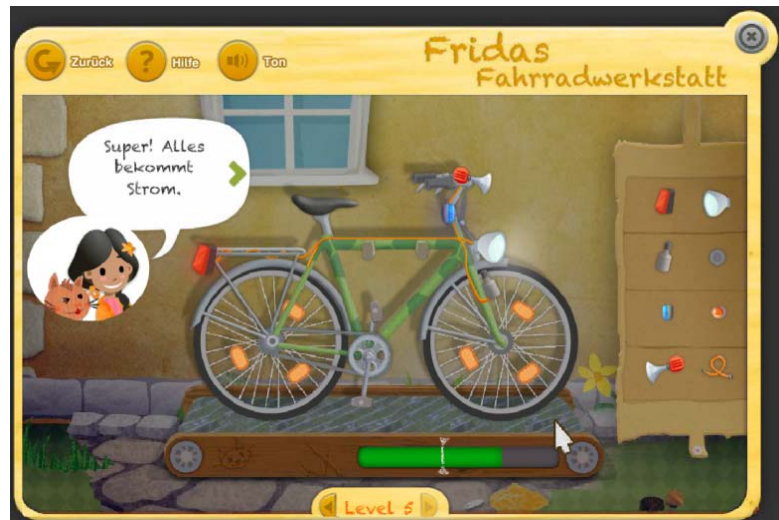 Fridas
Fahrradwerkstatt
Zurück
Hilfe
Ton
Super! Alles
bekommt
Strom.
Level 5